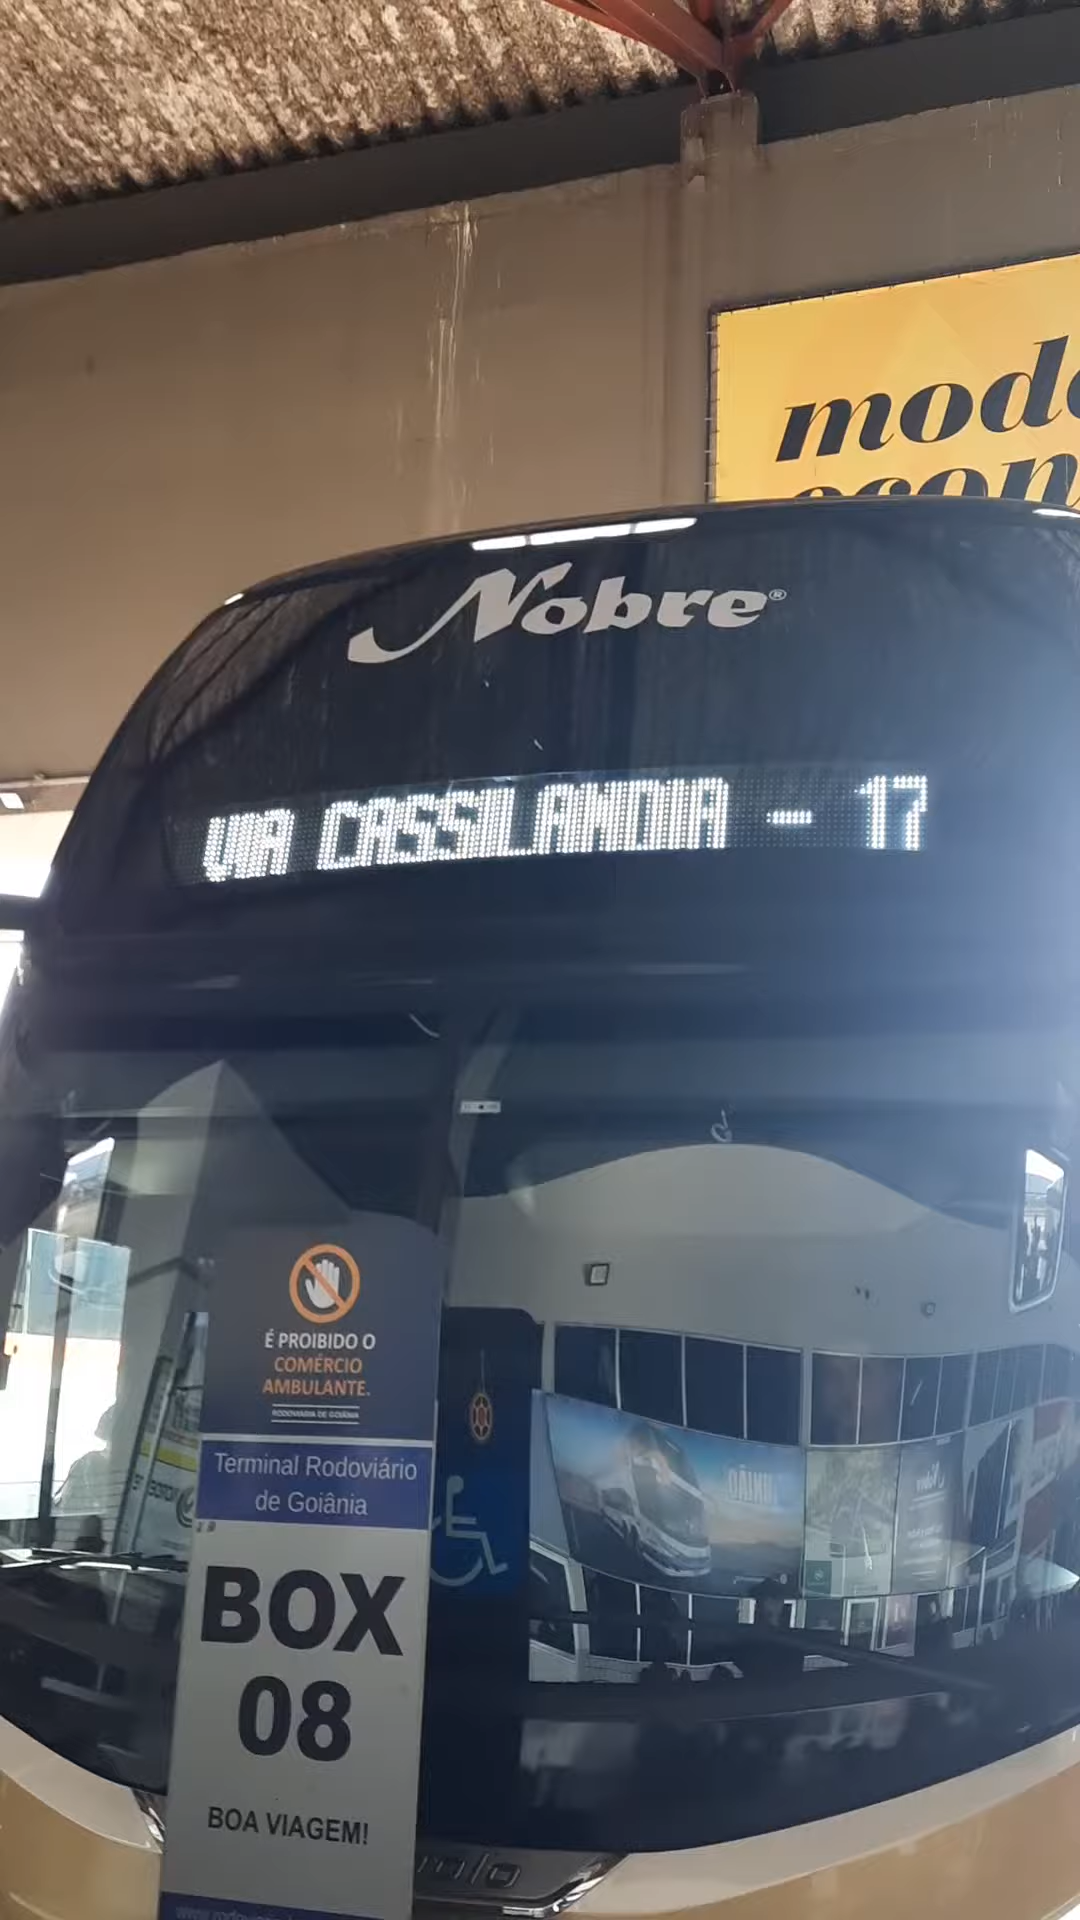 mod
Nobre®
VIA CASSILANDIA - 17
É PROIBIDO O
COMÉRCIO
AMBULANTE.
RODOVIÁRIA DE GOIÂNIA
Terminal Rodoviário
de Goiânia
BOX
08
BOA VIAGEM!